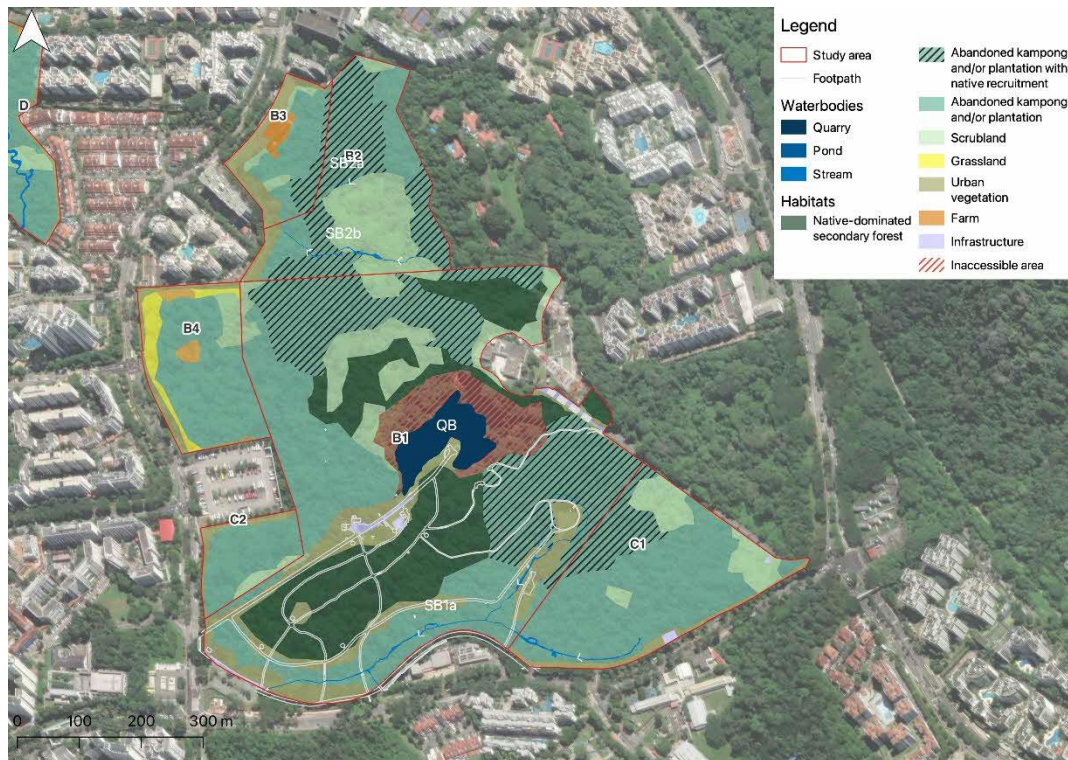 Legend
Study area
Footpath
Waterbodies
Quarry
Pond
Stream
Habitats
Native-dominated
secondary forest
Abandoned kampong
and/or plantation with
native recruitment
Abandoned kampong
and/or plantation
Scrubland
Grassland
Urban
vegetation
Farm
Infrastructure
Inaccessible area
D
B3
B2
SB2a
SB2b
B4
QB
B1
C2
C1
SB1a
0 100 200 300 m